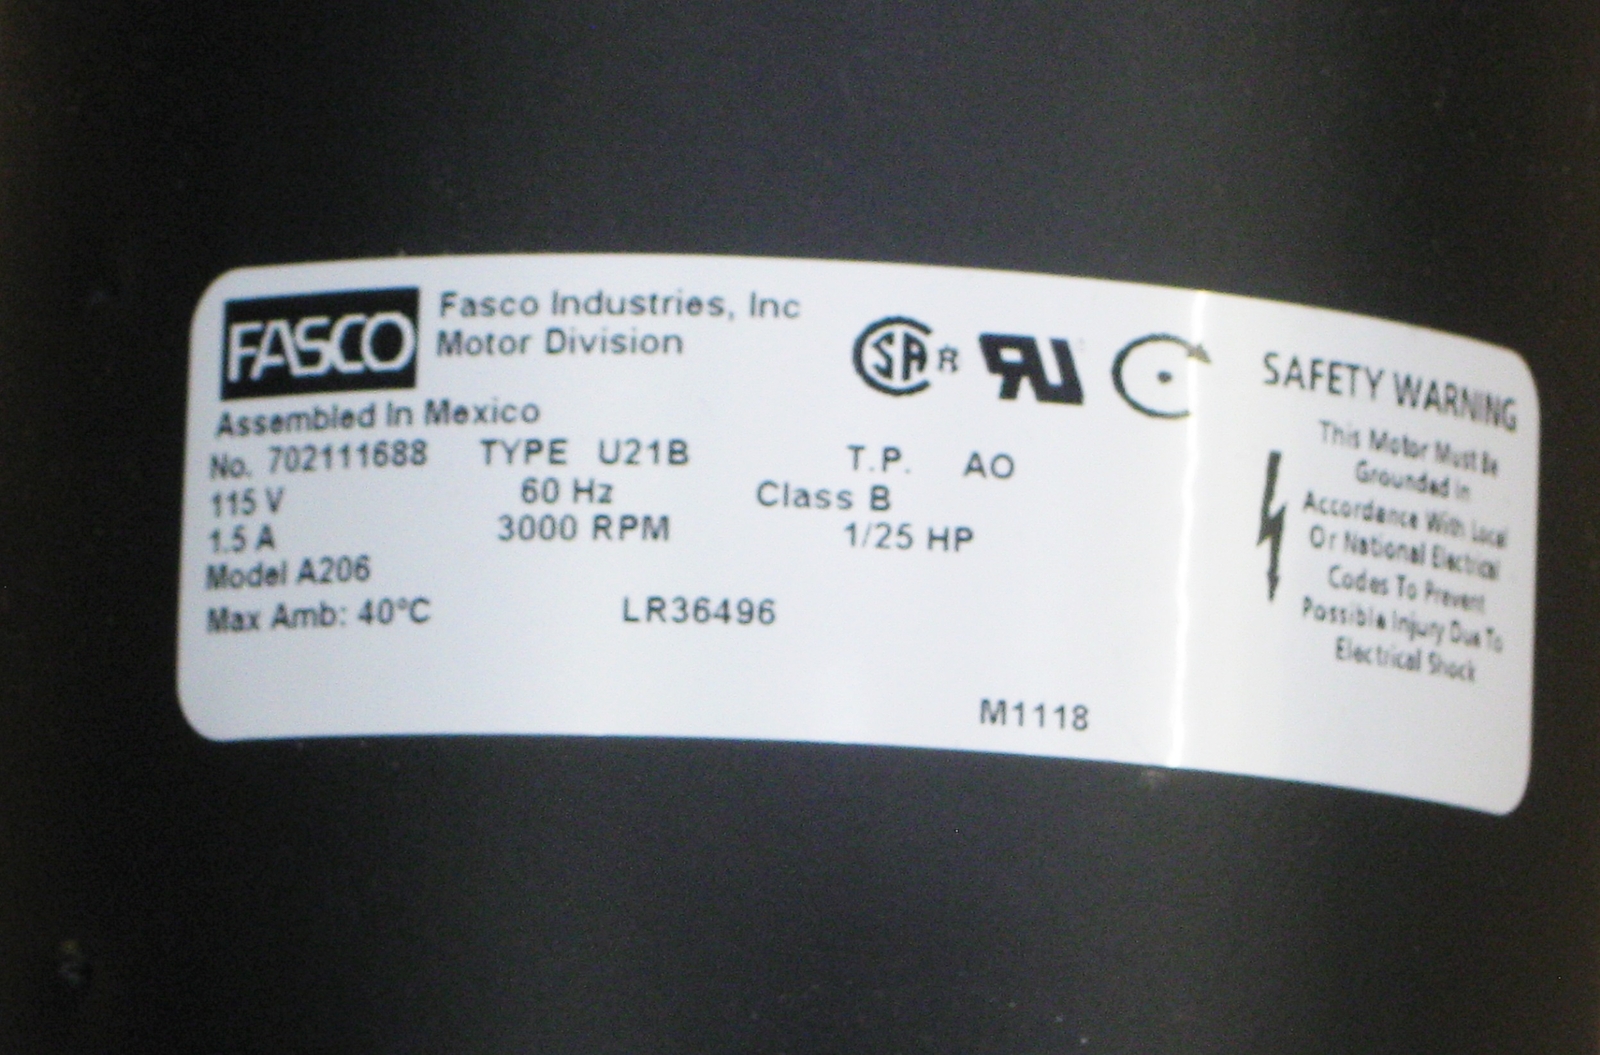 FASCO
Fasco Industries, Inc
Motor Division
Assembled In Mexico
No. 702111688 TYPE U21B T.P. AO
115 V 60 Hz Class B
1.5 A 3000 RPM 1/25 HP
Model A206
Max Amb: 40°C LR36496
M1118
SA R
RU
SAFETY WARNING
This Motor Must Be
Grounded In
Accordance With Local
Or National Electrical
Codes To Prevent
Possible Injury Due To
Electrical Shock